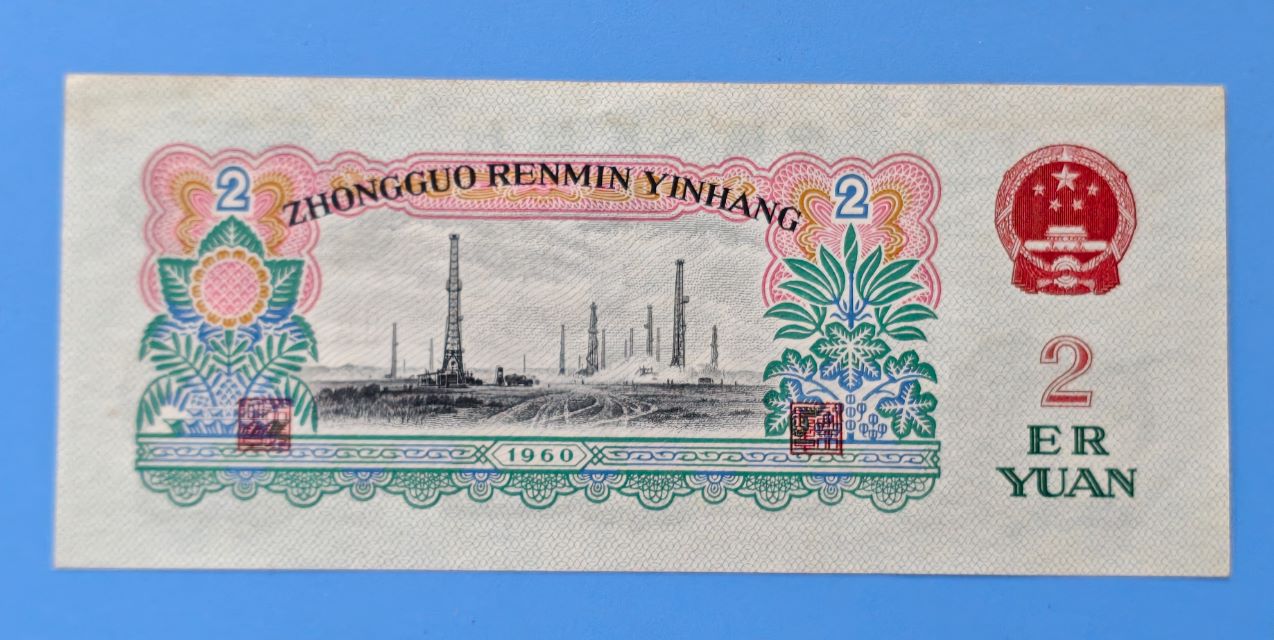 2 ZHONGGUO RENMIN YINHANG 2
2
ER
YUAN
1960